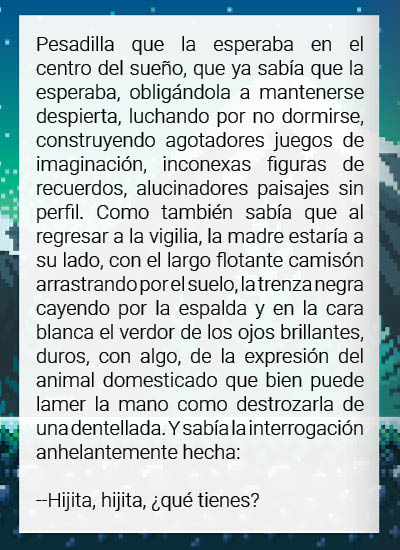 Pesadilla que la esperaba en el
centro del sueño, que ya sabía que la
esperaba, obligándola a mantenerse
despierta, luchando por no dormirse,
construyendo agotadores juegos de
imaginación, inconexas figuras de
recuerdos, alucinadores paisajes sin
perfil. Como también sabía que al
regresar a la vigilia, la madre estaría a
su lado, con el largo flotante camisón
arrastrando por el suelo, la trenza negra
cayendo por la espalda y en la cara
blanca el verdor de los ojos brillantes,
duros, con algo, de la expresión del
animal domesticado que bien puede
lamer la mano como destrozarla de
una dentellada. Y sabía la interrogación
anhelantemente hecha:

--Hijita, hijita, ¿qué tienes?